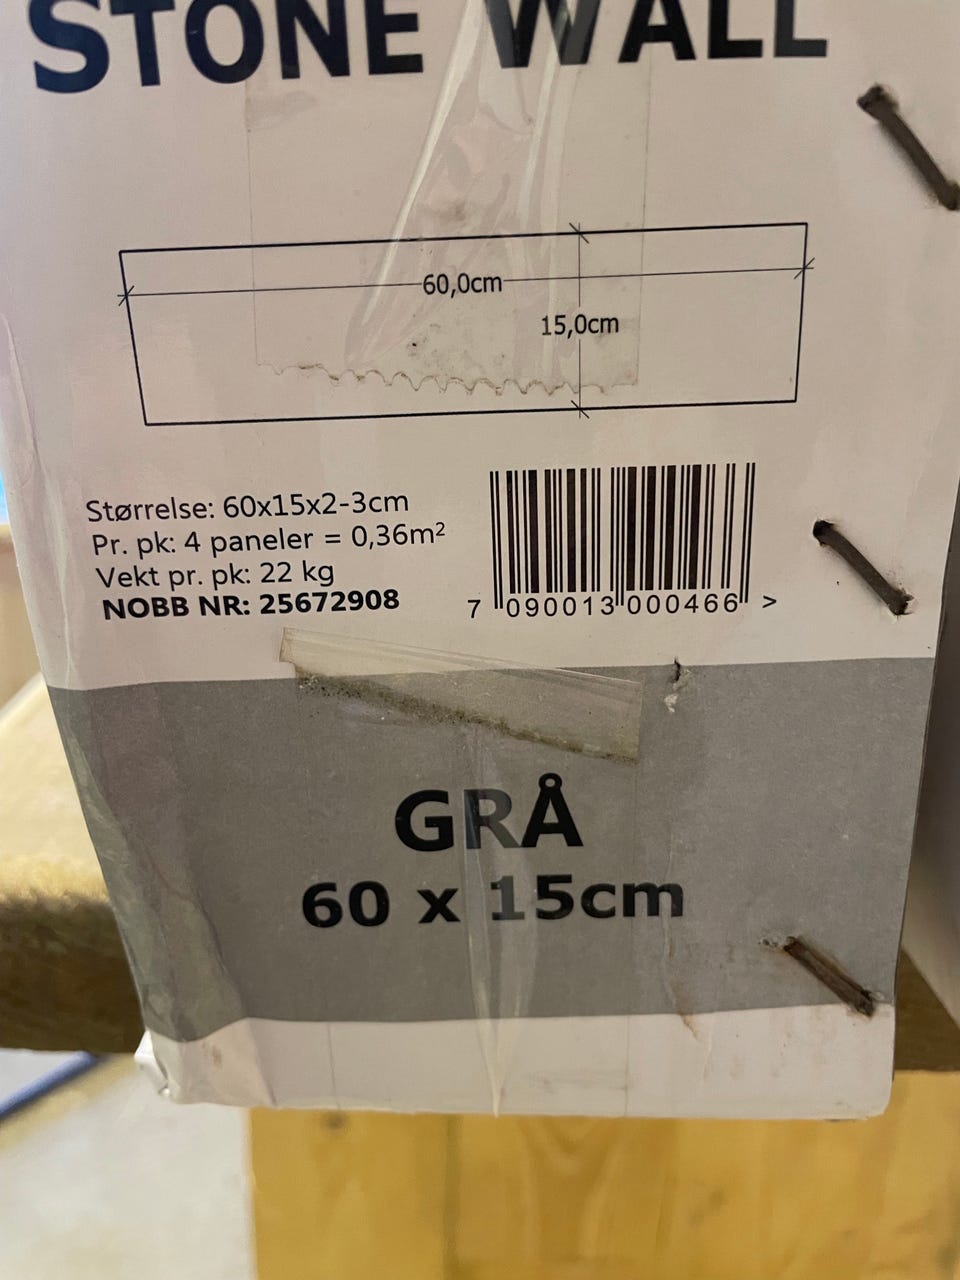 STONE WALL
60,0cm
15,0cm
Størrelse: 60x15x2-3cm
Pr. pk: 4 paneler = 0,36m²
Vekt pr. pk: 22 kg
NOBB NR: 25672908
7 090013 000466 >
GRÅ
60 x 15cm